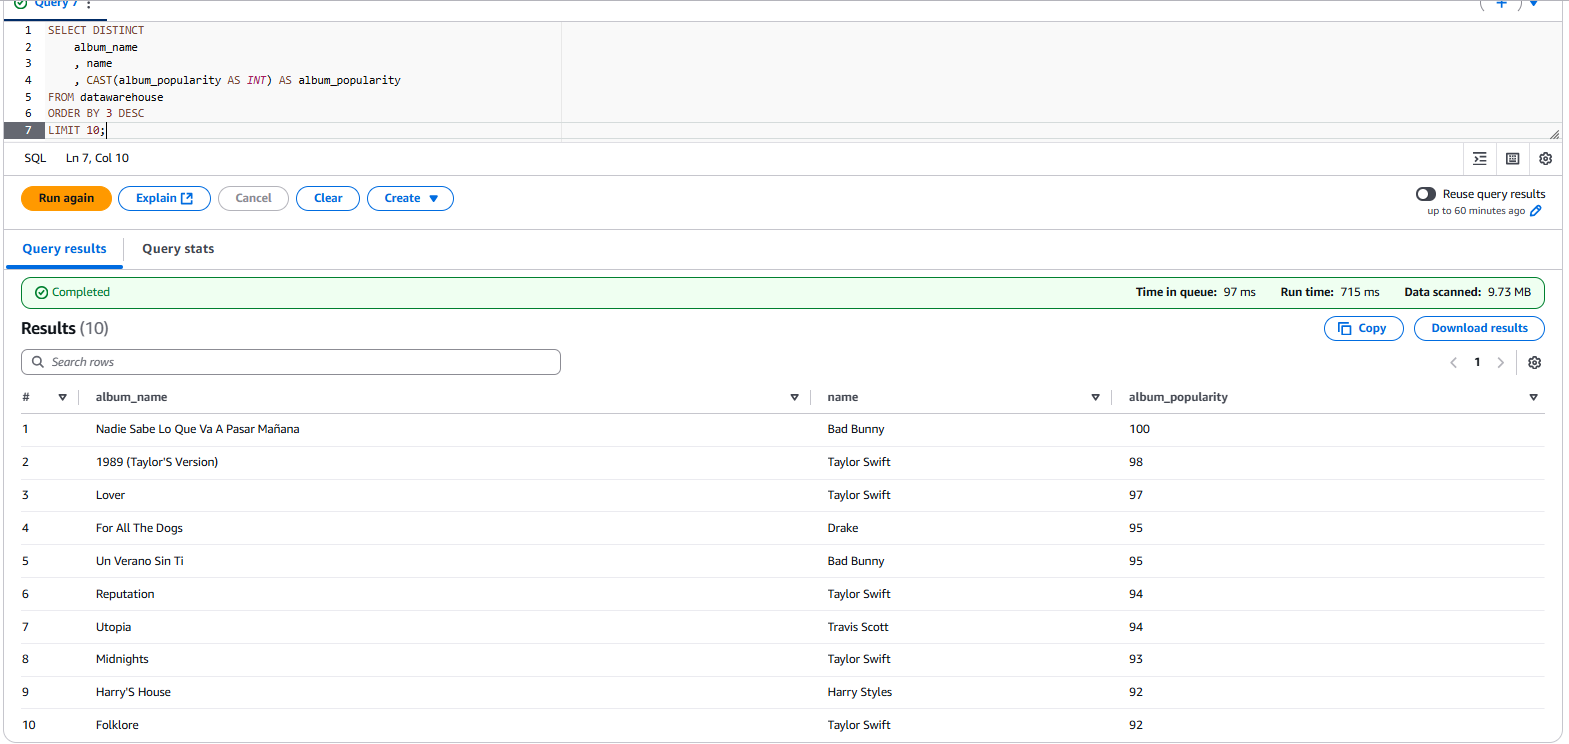 Query 7
1 SELECT DISTINCT
2 album_name
3 , name
4 , CAST(album_popularity AS INT) AS album_popularity
5 FROM datawarehouse
6 ORDER BY 3 DESC
7 LIMIT 10;
SQL Ln 7, Col 10
Run again Explain Cancel Clear Create Reuse query results
up to 60 minutes ago
Query results Query stats
Completed Time in queue: 97 ms Run time: 715 ms Data scanned: 9.73 MB
Results (10) Copy Download results
Search rows 1
# album_name name album_popularity
1 Nadie Sabe Lo Que Va A Pasar Mañana Bad Bunny 100
2 1989 (Taylor'S Version) Taylor Swift 98
3 Lover Taylor Swift 97
4 For All The Dogs Drake 95
5 Un Verano Sin Ti Bad Bunny 95
6 Reputation Taylor Swift 94
7 Utopia Travis Scott 94
8 Midnights Taylor Swift 93
9 Harry'S House Harry Styles 92
10 Folklore Taylor Swift 92